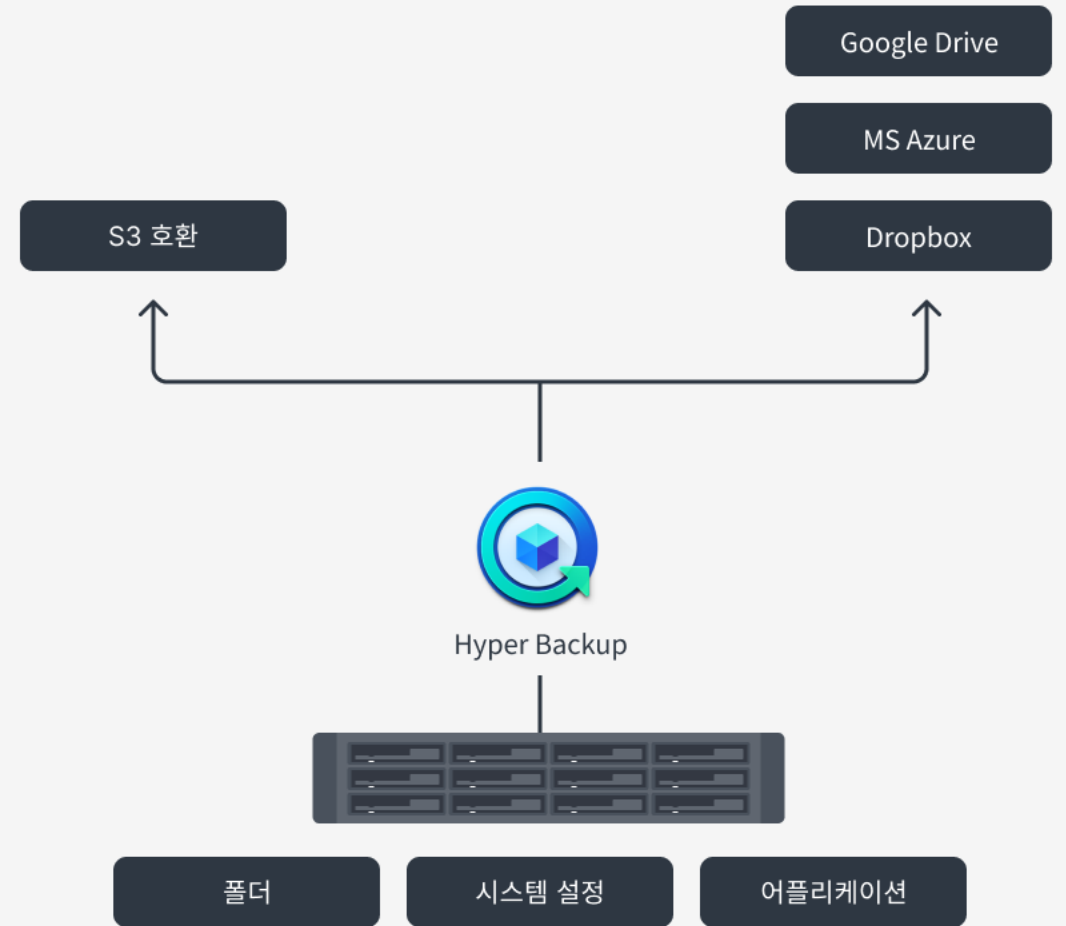 Google Drive
MS Azure
S3 호환
Dropbox
Hyper Backup
폴더
시스템 설정
어플리케이션